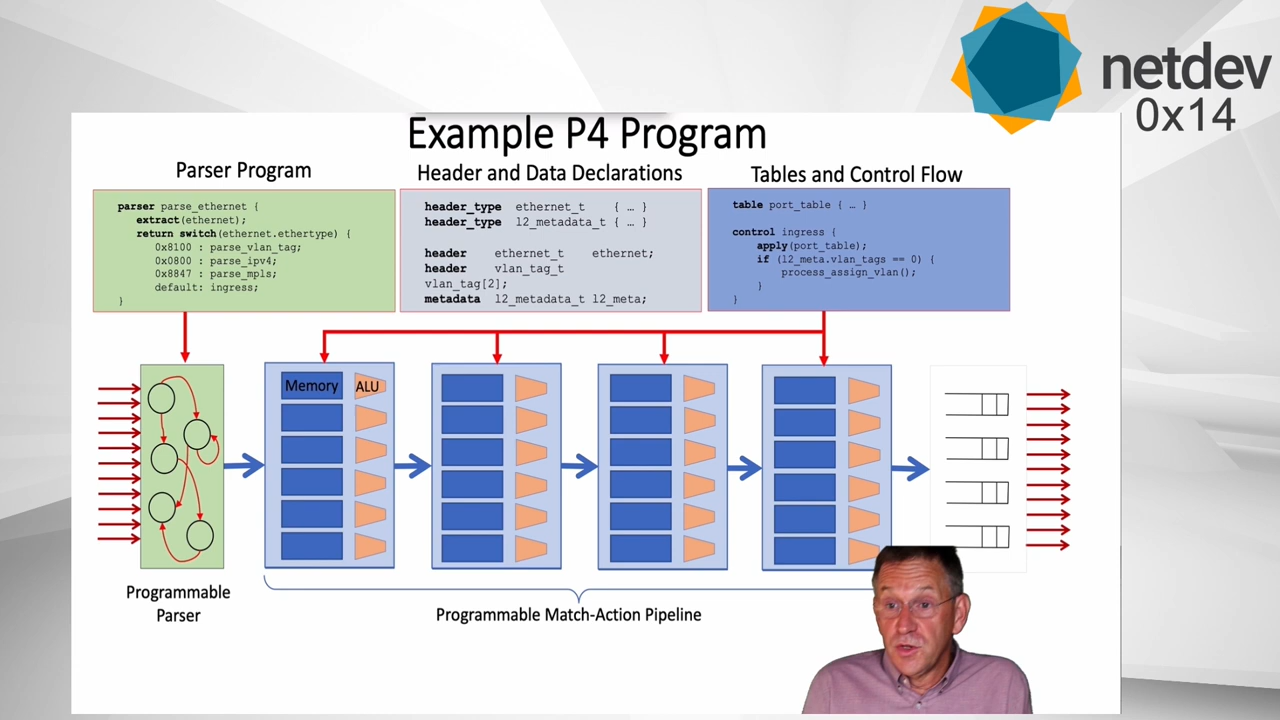 netdev
0x14
Example P4 Program
Parser Program
parser parse_ethernet {
extract(ethernet);
return switch(ethernet.ethertype) {
0x8100 : parse_vlan_tag;
0x0800 : parse_ipv4;
0x8847 : parse_mpls;
default: ingress;
}
Header and Data Declarations
header_type ethernet_t { … }
header_type l2_metadata_t { … }
header ethernet_t ethernet;
header vlan_tag_t
vlan_tag[2];
metadata l2_metadata_t l2_meta;
Tables and Control Flow
table port_table { … }
control ingress {
apply(port_table);
if (l2_meta.vlan_tags == 0) {
process_assign_vlan();
}
}
Memory
ALU
Programmable
Parser
Programmable Match-Action Pipeline